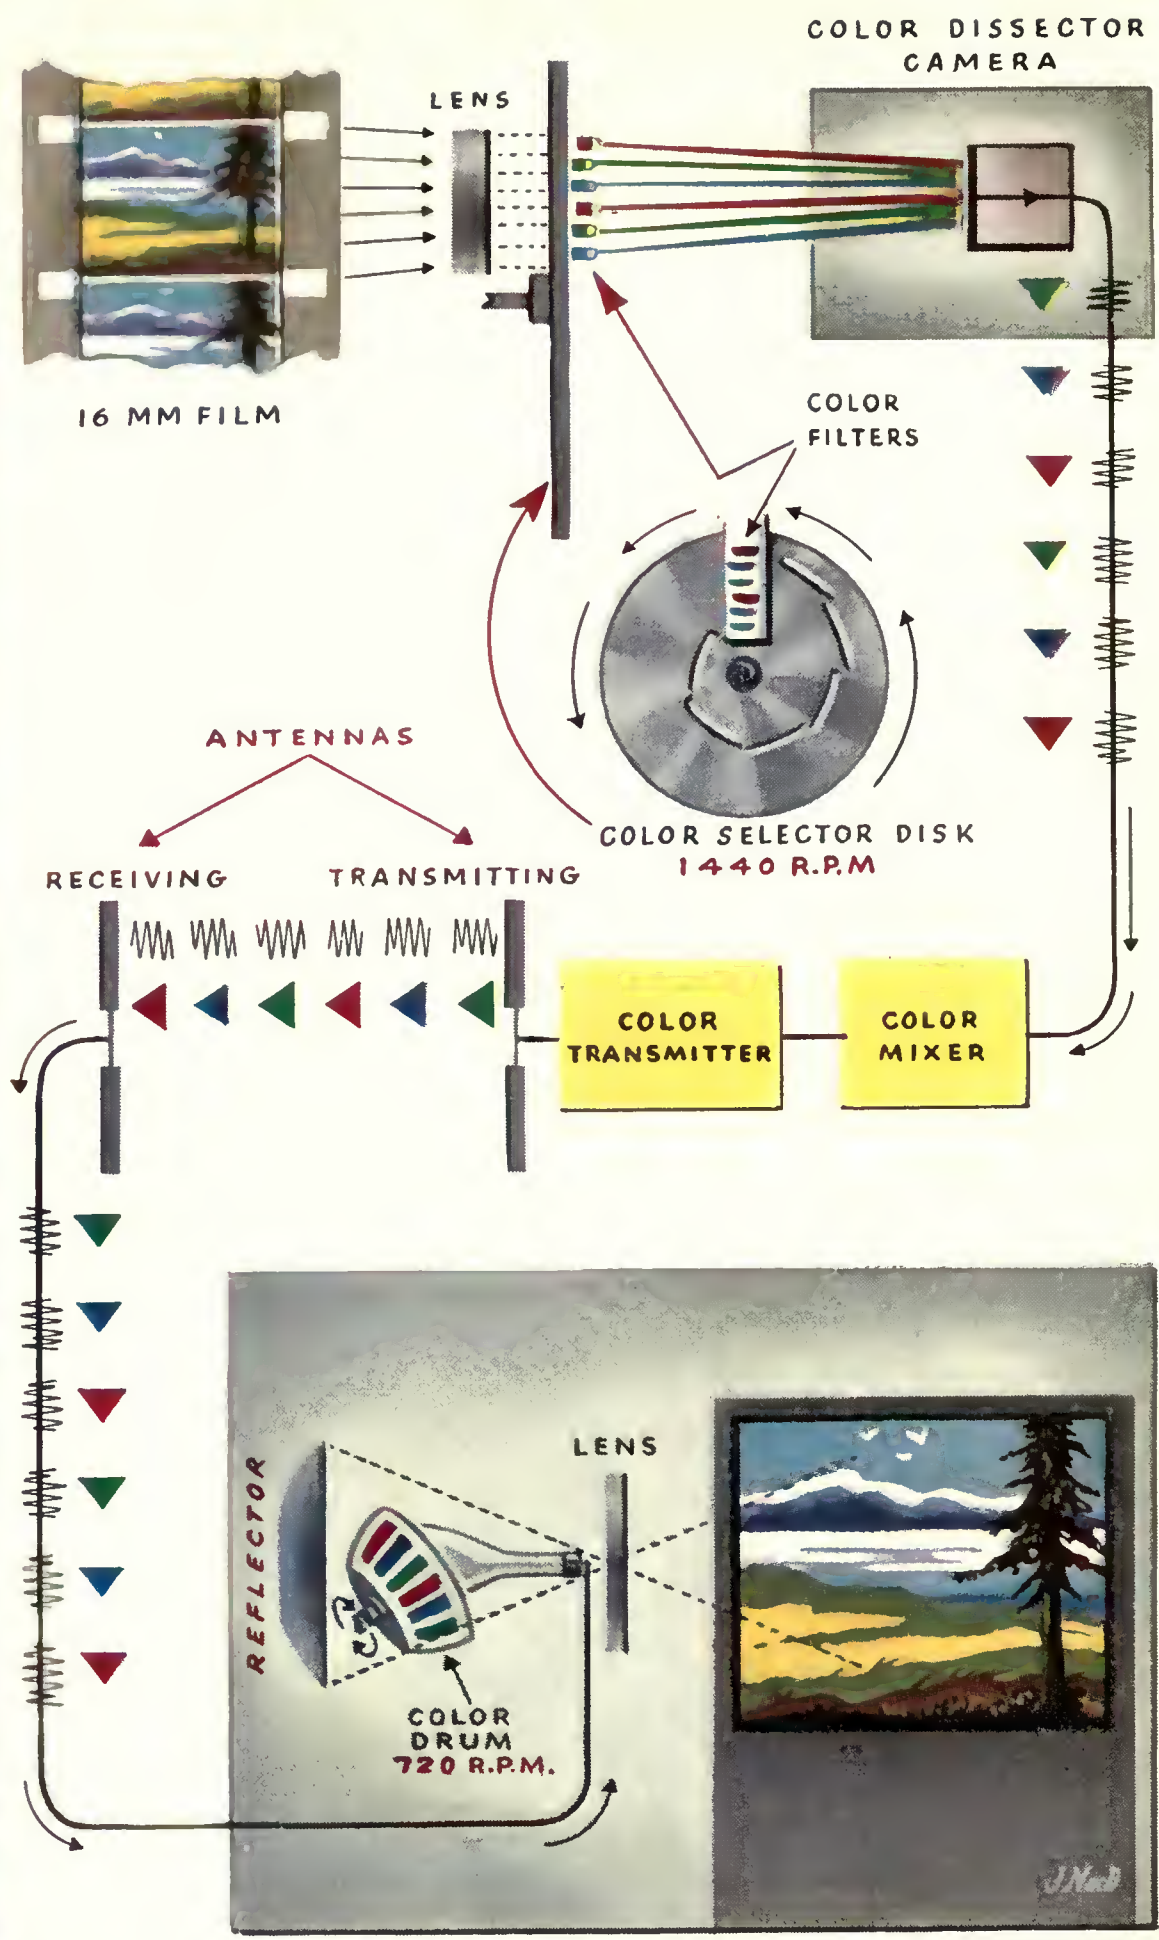 COLOR DISSECTOR
CAMERA
LENS
16 MM FILM
COLOR
FILTERS
COLOR SELECTOR DISK
1440 R.P.M
ANTENNAS
RECEIVING
TRANSMITTING
COLOR
TRANSMITTER
COLOR
MIXER
REFLECTOR
LENS
COLOR
DRUM
720 R.P.M.